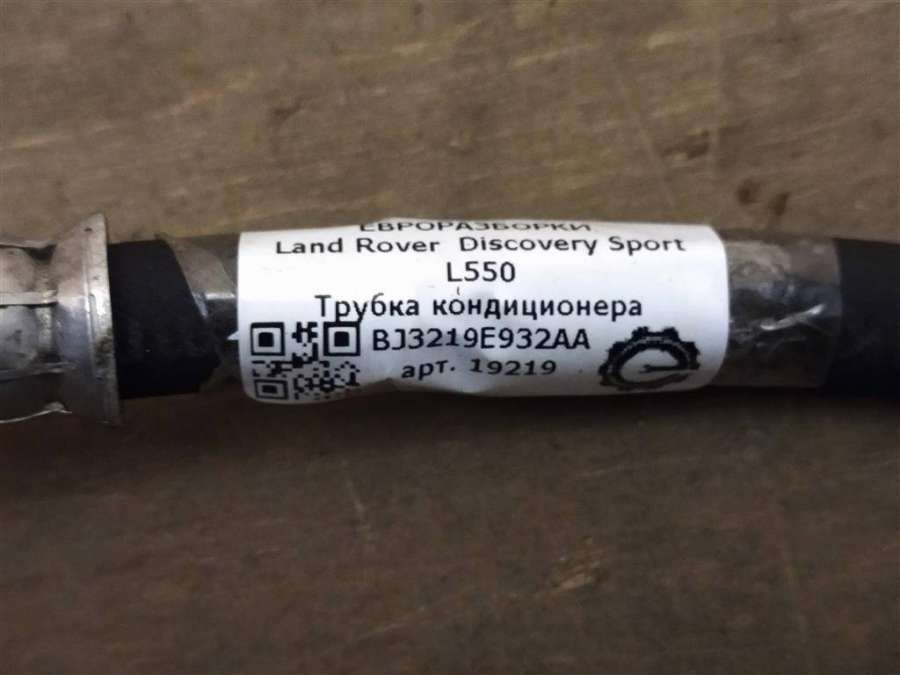 ЕВРОРАЗБОРКИ
Land Rover Discovery Sport
L550
Трубка кондиционера
BJ3219E932AA
арт. 19219